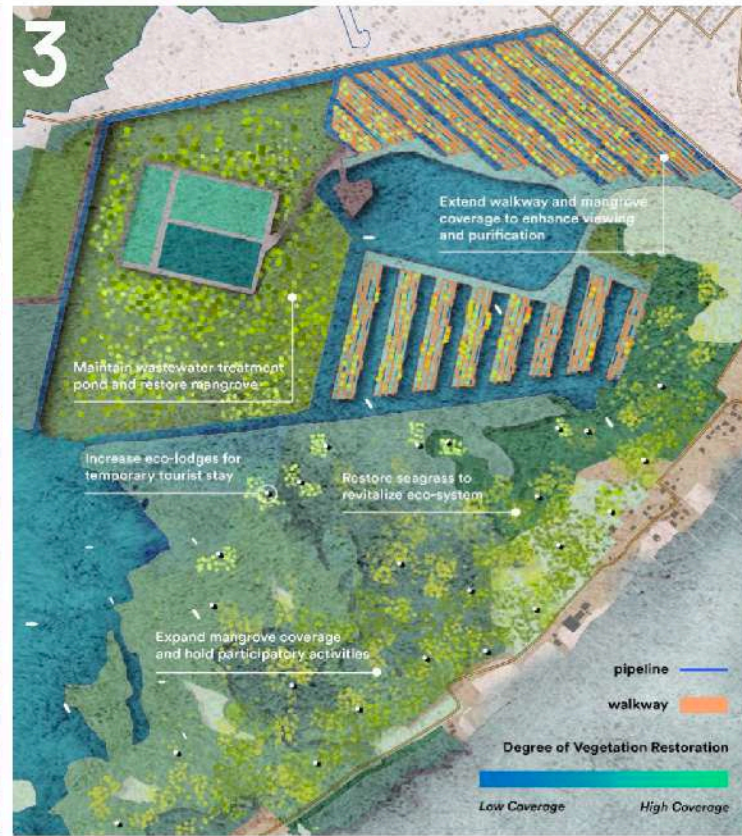 3
Extend walkway and mangrove
coverage to enhance viewing
and purification
Maintain wastewater treatment
pond and restore mangrove
Increase eco-lodges for
temporary tourist stay
Restore seagrass to
revitalize eco-system
Expand mangrove coverage
and hold participatory activities
pipeline
walkway
Degree of Vegetation Restoration
Low Coverage
High Coverage